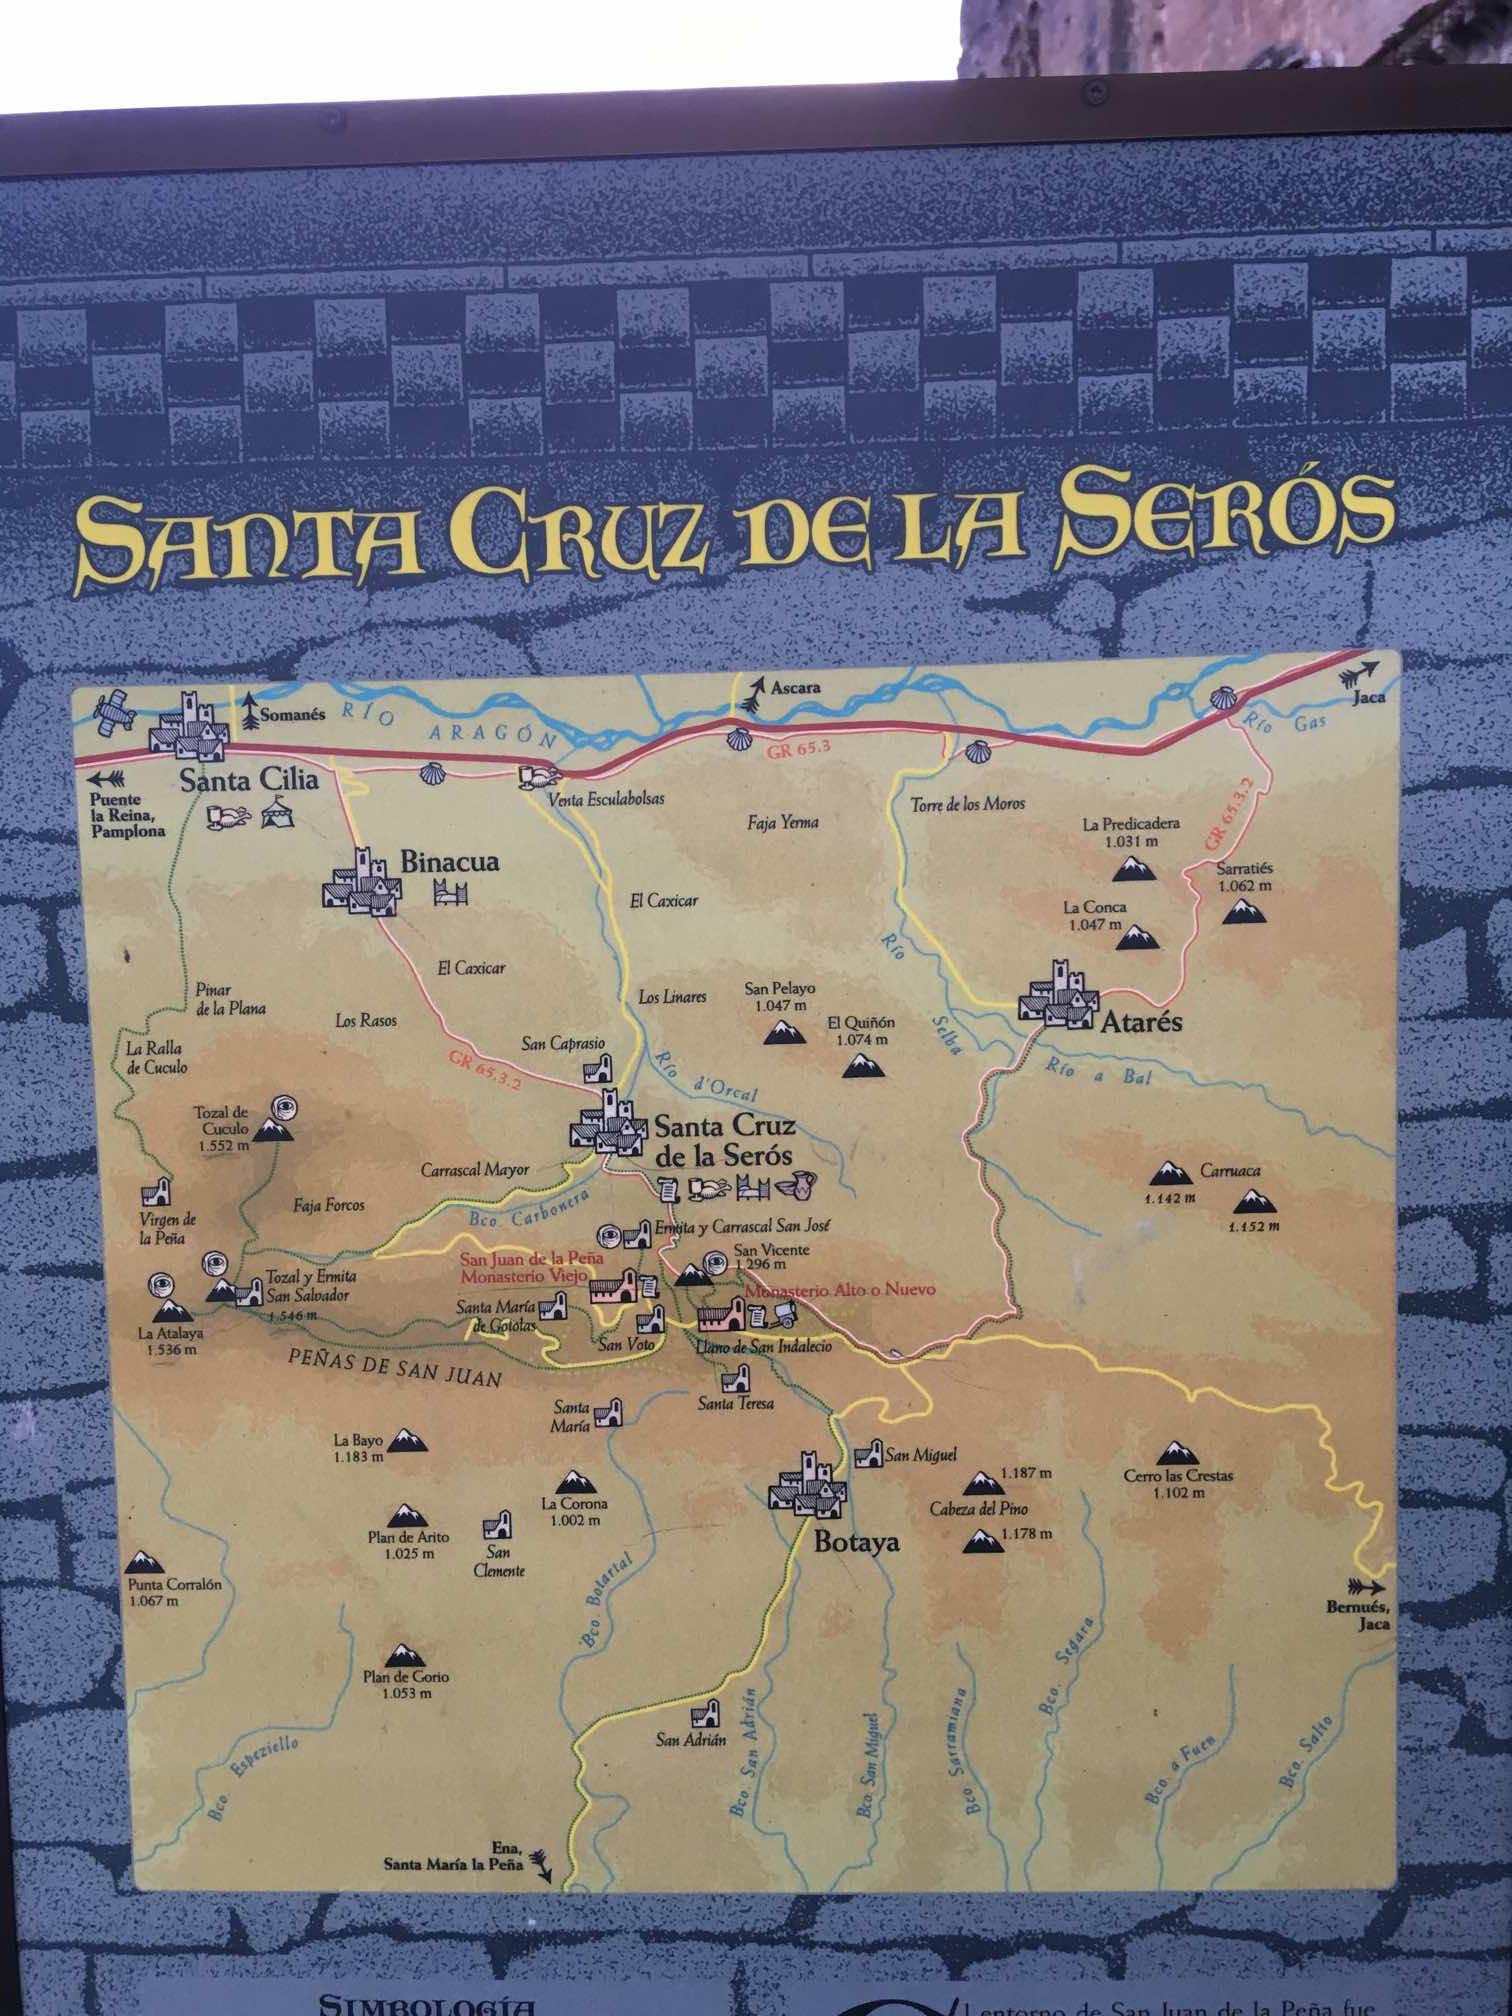 SANTA CRUZ DE LA SERÓS
Somanés
RÍO ARAGÓN
Ascara
Jaca
Río Gas
Santa Cilia
Puente
la Reina,
Pamplona
Venta Esculabolsas
GR 65.3
Faja Yerma
Torre de los Moros
La Predicadera
1.031 m
GR 65.3.2
Sarratiés
1.062 m
Binacua
El Caxicar
La Conca
1.047 m
El Caxicar
Río Selba
Pinar
de la Plana
Los Rasos
Los Linares
San Pelayo
1.047 m
El Quiñón
1.074 m
Atarés
La Ralla
de Cuculo
San Caprasio
GR 65.3.2
Río d'Orcal
Río a Bal
Tozal de
Cuculo
1.552 m
Santa Cruz
de la Serós
Carrascal Mayor
Carruaca
1.142 m
1.152 m
Faja Forcos
Bco. Carbonera
Virgen de
la Peña
Ermita y Carrascal San José
San Juan de la Peña
Monasterio Viejo
San Vicente
1.296 m
Tozal y Ermita
San Salvador
1.546 m
Monasterio Alto o Nuevo
Santa María
de Gototas
La Atalaya
1.536 m
San Voto
Llano de San Indalecio
PEÑAS DE SAN JUAN
Santa Teresa
Santa
María
La Bayo
1.183 m
San Miguel
1.187 m
Cabeza del Pino
1.178 m
Cerro las Crestas
1.102 m
La Corona
1.002 m
Plan de Arito
1.025 m
San
Clemente
Botaya
Punta Corralón
1.067 m
Bco. Botartal
Bernués,
Jaca
Bco. Segara
Plan de Gorio
1.053 m
San Adrián
Bco. San Adrián
Bco. San Miguel
Bco Sarramiana
Bco. a Fuen
Bco. Salto
Bco. Espeziello
Ena,
Santa María la Peña
SIMBOLOGÍA
entorno de San Juan de la Peña fue